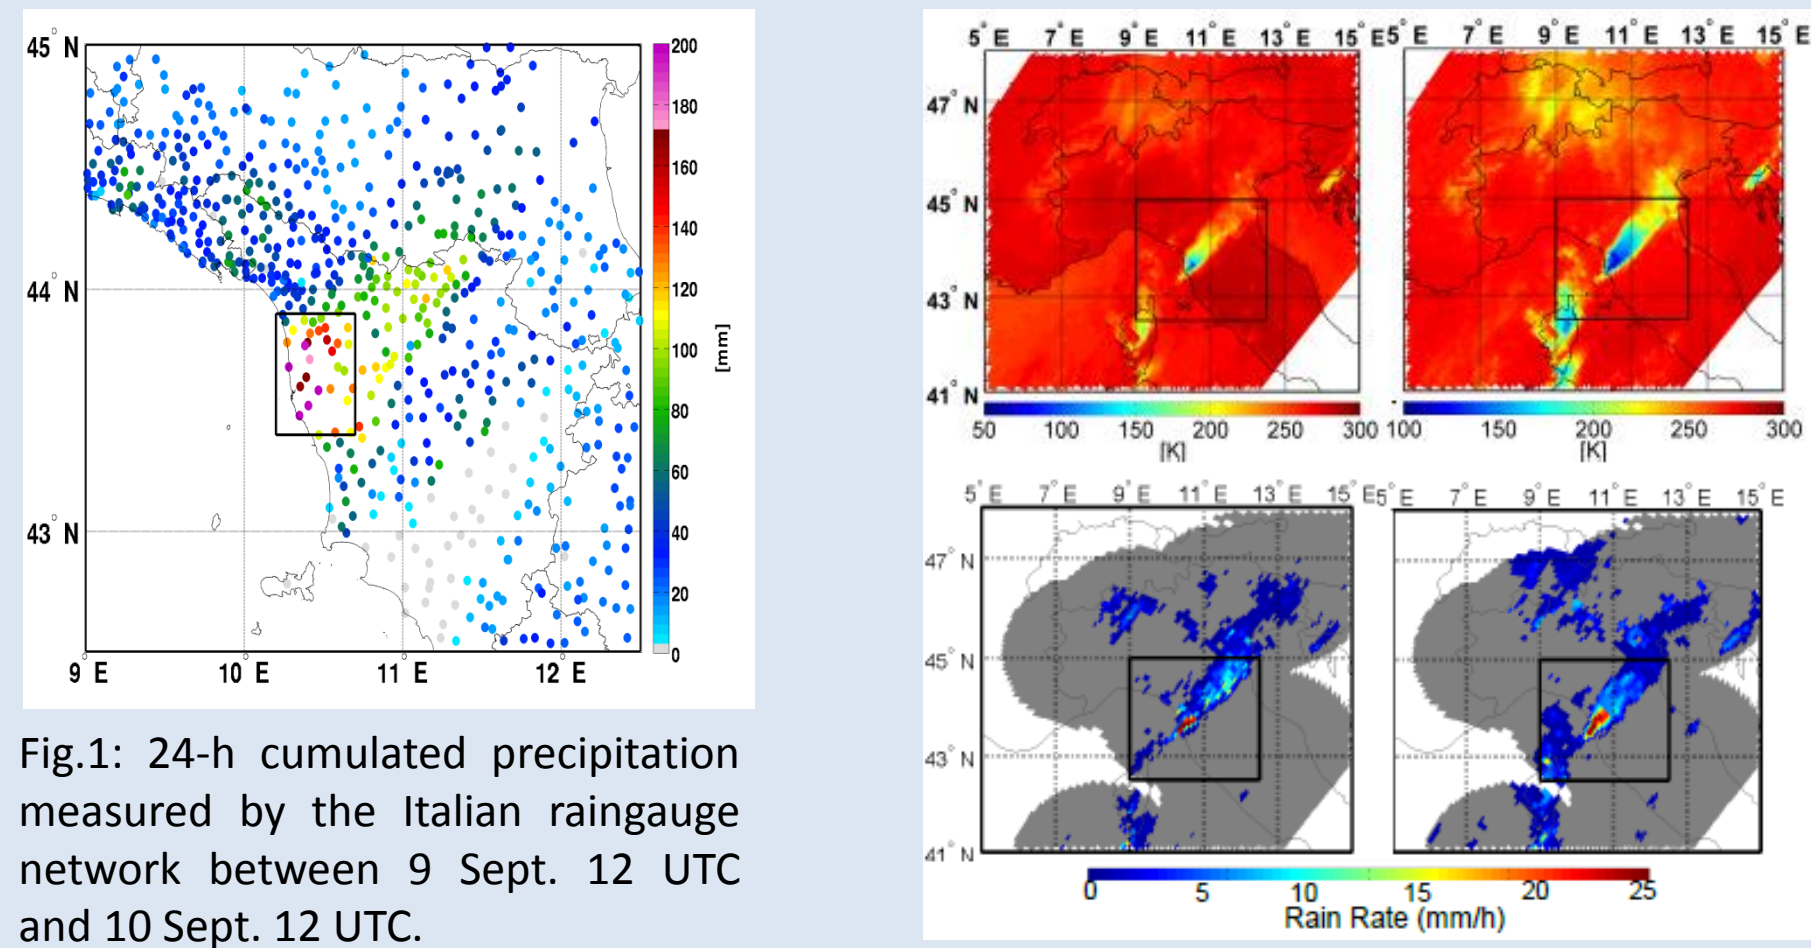 45° N
44° N
43° N
9° E 10° E 11° E 12° E
200
180
160
140
120
100
80
60
40
20
0
[mm]
Fig.1: 24-h cumulated precipitation
measured by the Italian raingauge
network between 9 Sept. 12 UTC
and 10 Sept. 12 UTC.
5° E 7° E 9° E 11° E 13° E 15° E 5° E 7° E 9° E 11° E 13° E 15° E
47° N
45° N
43° N
41° N
50 100 150 200 250 300 100 150 200 250 300
[K] [K]
5° E 7° E 9° E 11° E 13° E 15° E 5° E 7° E 9° E 11° E 13° E 15° E
47° N
45° N
43° N
41° N
0 5 10 15 20 25
Rain Rate (mm/h)